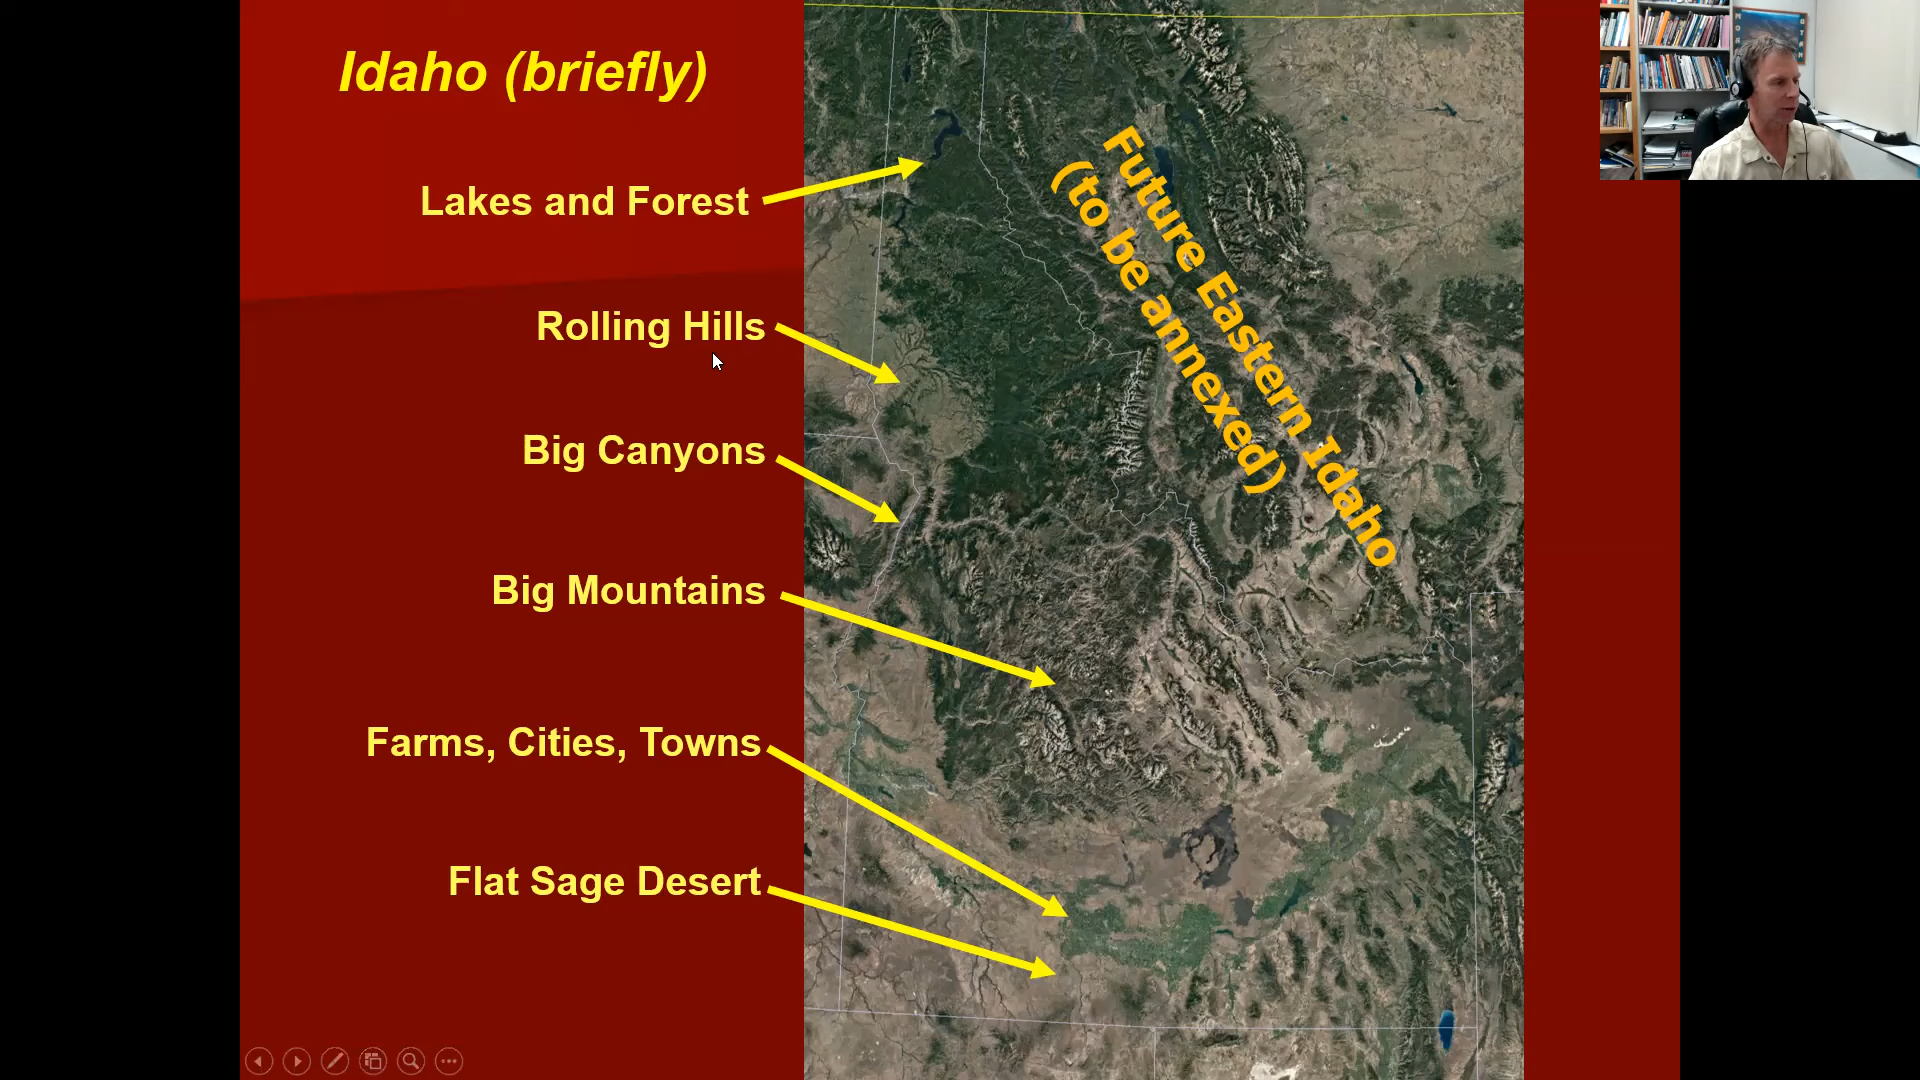 Idaho (briefly)
Lakes and Forest
Rolling Hills
Big Canyons
Big Mountains
Farms, Cities, Towns
Flat Sage Desert
Future Eastern Idaho
(to be annexed)